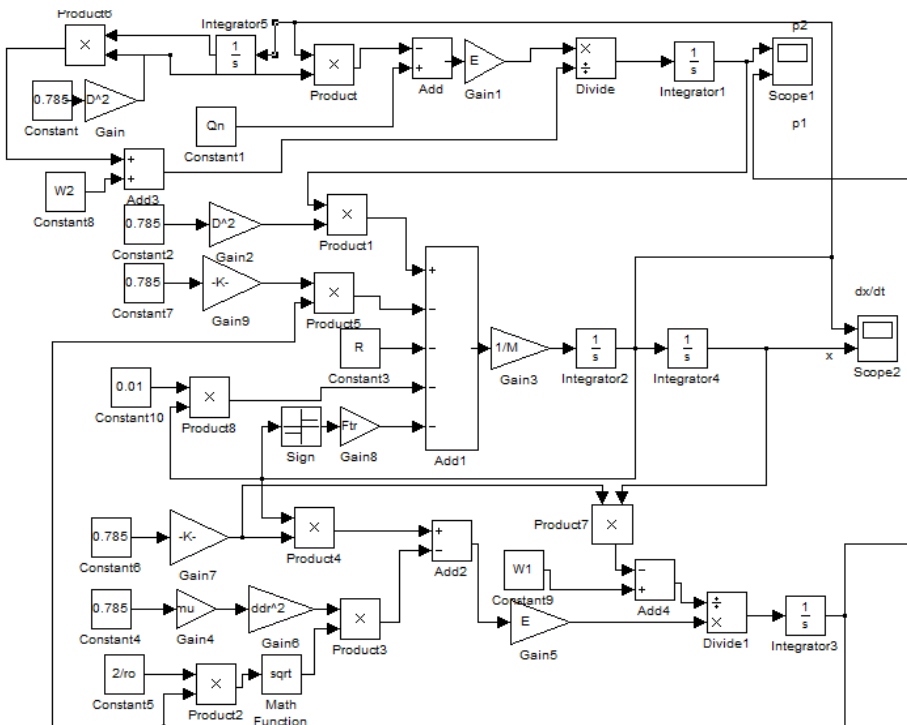 Product6
Integrator5
p2
1
s
E
1
s
0.785
D^2
Product
Add
Gain1
Divide
Integrator1
Scope1
Constant
Gain
Qn
p1
Constant1
W2
Add3
Constant8
0.785
D^2
Product1
Constant2
Gain2
0.785
-K-
Constant7
Gain9
Product5
dx/dt
R
1/M
1
s
1
s
x
Constant3
Gain3
Integrator2
Integrator4
Scope2
0.01
Constant10
Product8
Ftr
Sign
Gain8
Add1
0.785
-K-
Product7
Constant6
Gain7
Product4
Add2
W1
Constant9
Add4
0.785
mu
ddr^2
E
1
s
Constant4
Gain4
Gain6
Product3
Gain5
Divide1
Integrator3
2/ro
sqrt
Constant5
Product2
Math
Function